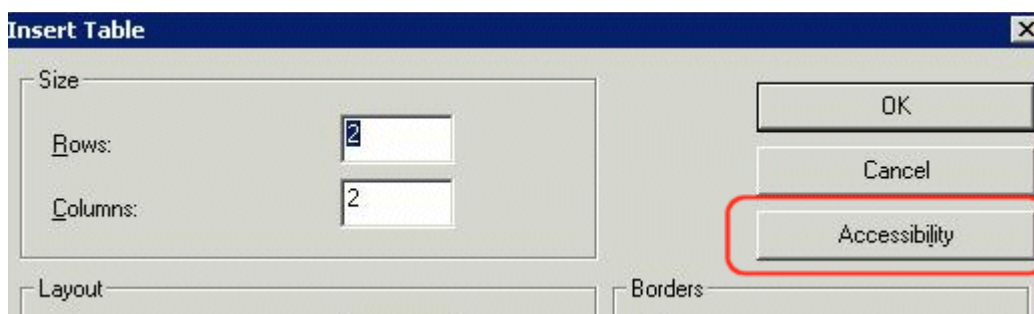 Insert Table
Size
Rows:
2
Columns:
2
OK
Cancel
Accessibility
Layout
Borders